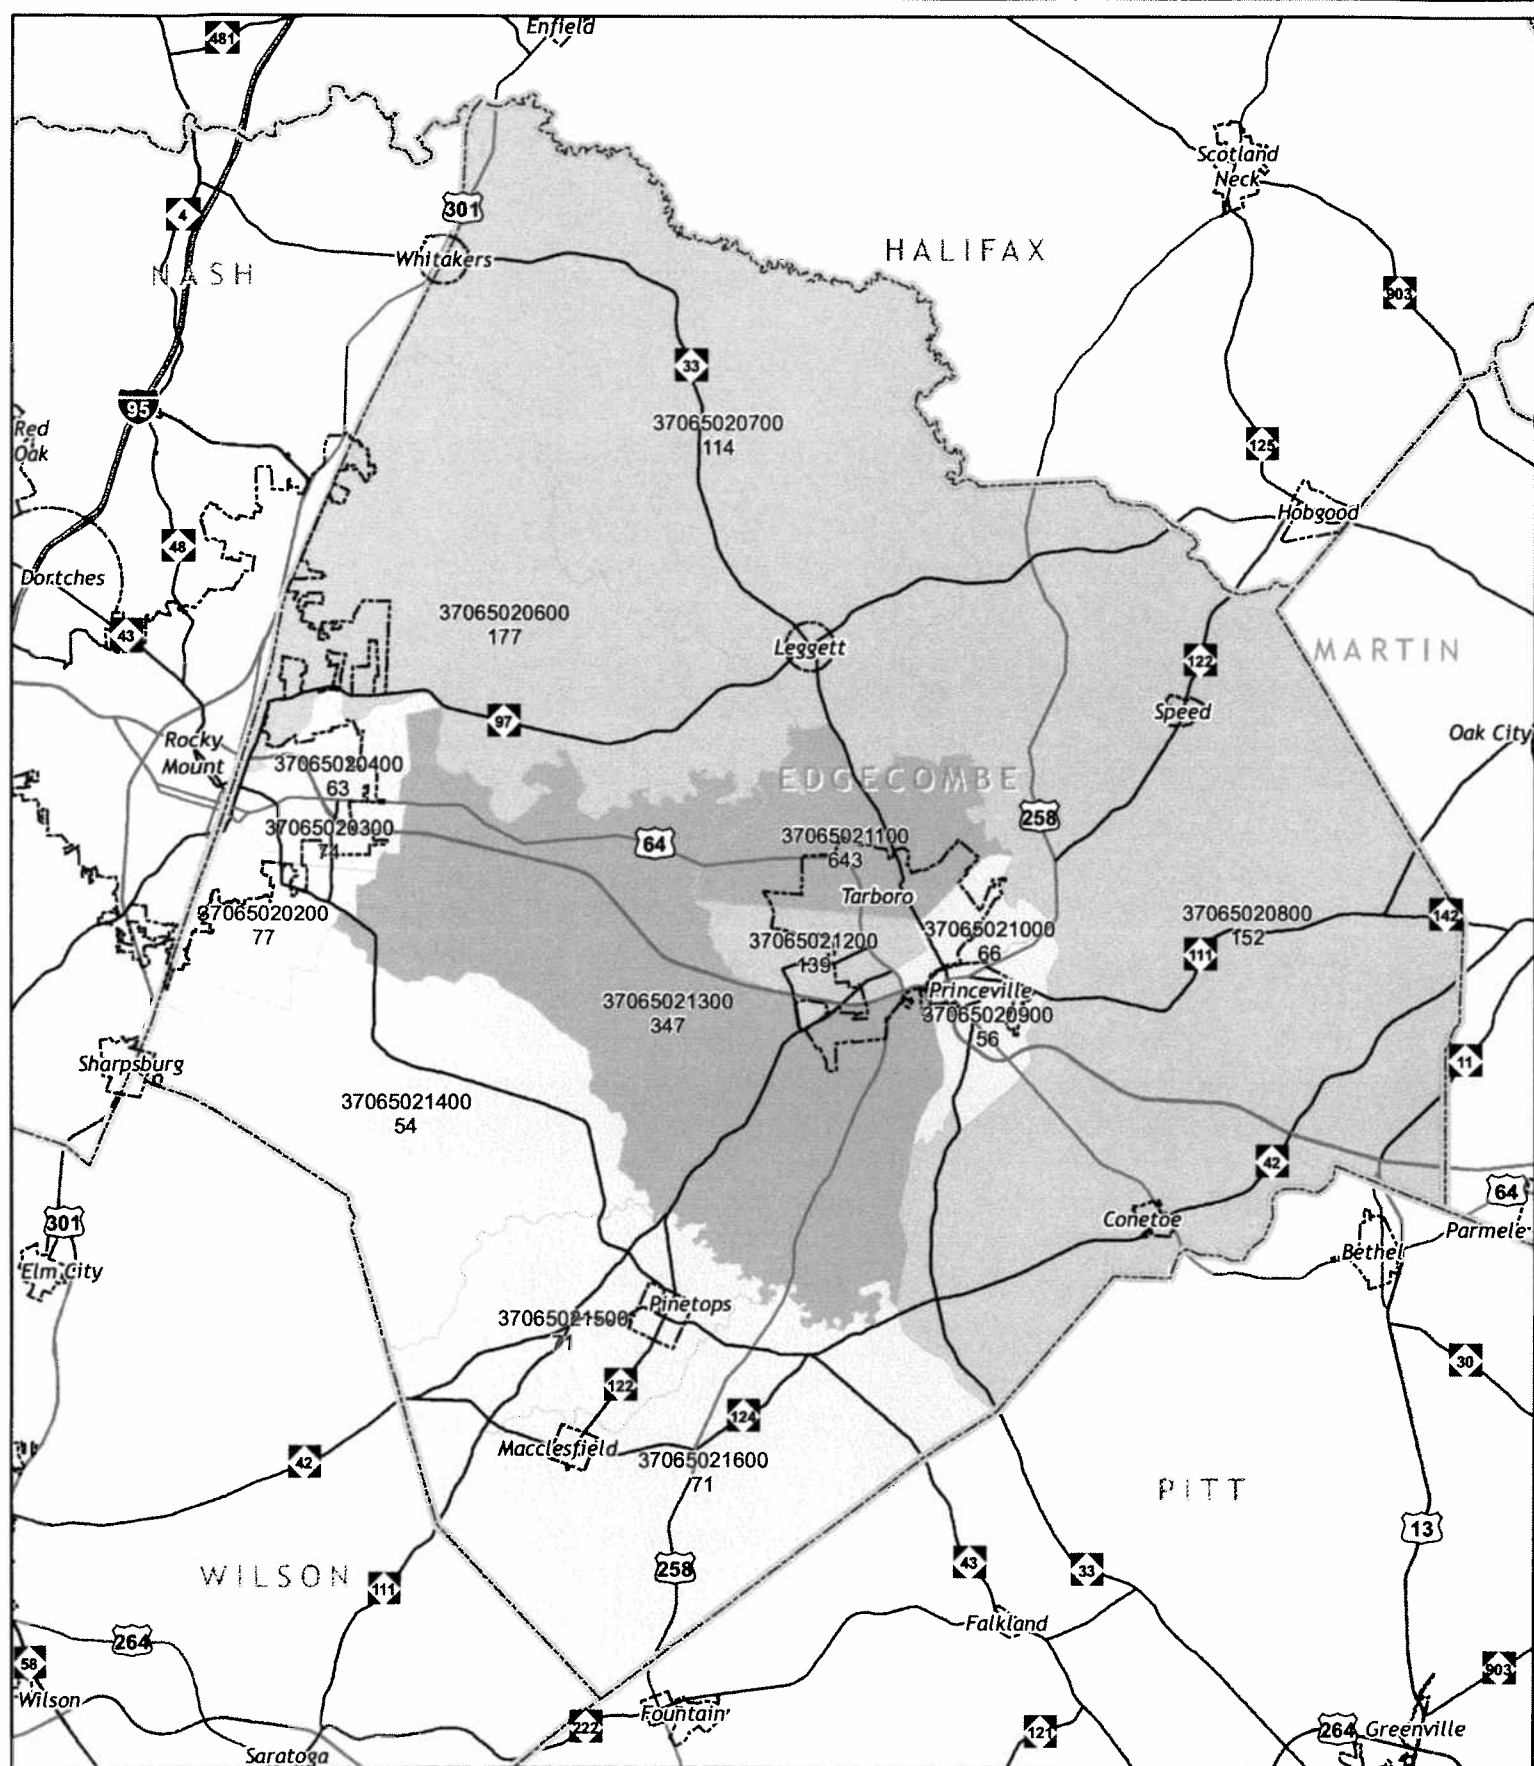 Enfield
481
Scotland
Neck
4
301
HALIFAX
Whitakers
NASH
903
33
95
37065020700
114
Red
Oak
125
Hobgood
48
Dortches
37065020600
177
43
Leggett
MARTIN
122
Speed
97
Rocky
Mount
Oak City
37065020400
63
EDGECOMBE
258
37065020300
74
64
37065021100
643
Tarboro
37065020200
77
37065021000
66
37065020800
152
142
37065021200
139
111
Princeville
37065021300
347
37065020900
56
Sharpsburg
11
37065021400
54
42
64
301
Conetoe
Parmele
Bethel
Elm City
Pinetops
37065021500
71
30
122
124
Macclesfield
42
37065021600
71
PITT
13
258
43
33
WILSON
111
Falkland
264
58
903
Wilson
Fountain
222
121
264
Greenville
Saratoga